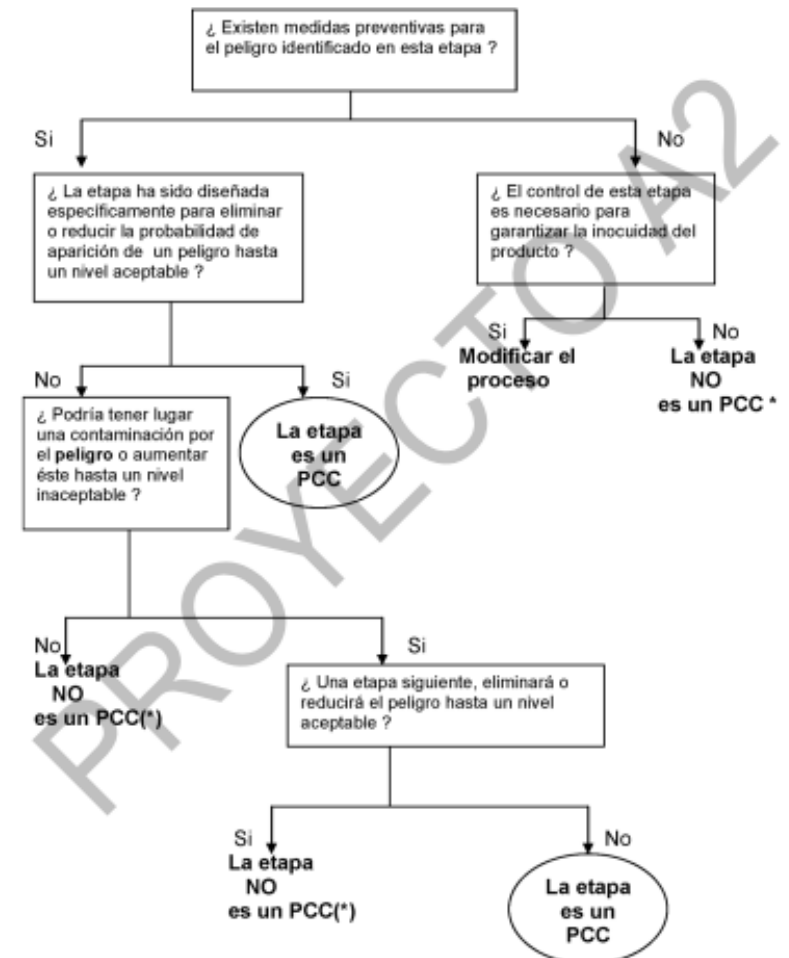 ¿ Existen medidas preventivas para
el peligro identificado en esta etapa ?
Si
No
¿ La etapa ha sido diseñada
específicamente para eliminar
o reducir la probabilidad de
aparición de un peligro hasta
un nivel aceptable ?
¿ El control de esta etapa
es necesario para
garantizar la inocuidad del
producto ?
Si
No
Modificar el
proceso
La etapa
NO
es un PCC *
No
Si
¿ Podría tener lugar
una contaminación por
el peligro o aumentar
éste hasta un nivel
inaceptable ?
La etapa
es un
PCC
No
Si
La etapa
NO
es un PCC(*)
¿ Una etapa siguiente, eliminará o
reducirá el peligro hasta un nivel
aceptable ?
Si
No
La etapa
NO
es un PCC(*)
La etapa
es un
PCC
PROYECTO A2